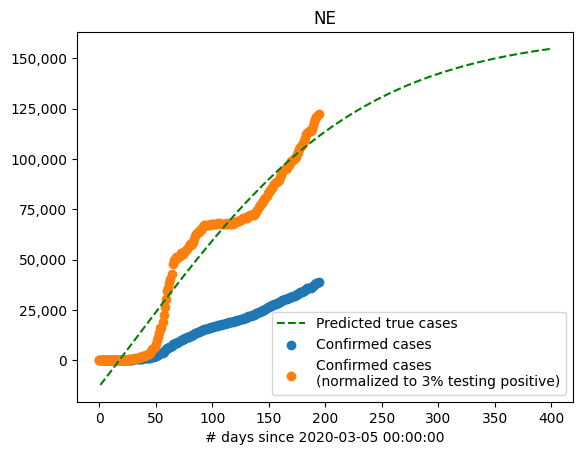 NE
150,000
125,000
100,000
75,000
50,000
25,000
0
Predicted true cases
Confirmed cases
Confirmed cases
(normalized to 3% testing positive)
0 50 100 150 200 250 300 350 400
# days since 2020-03-05 00:00:00